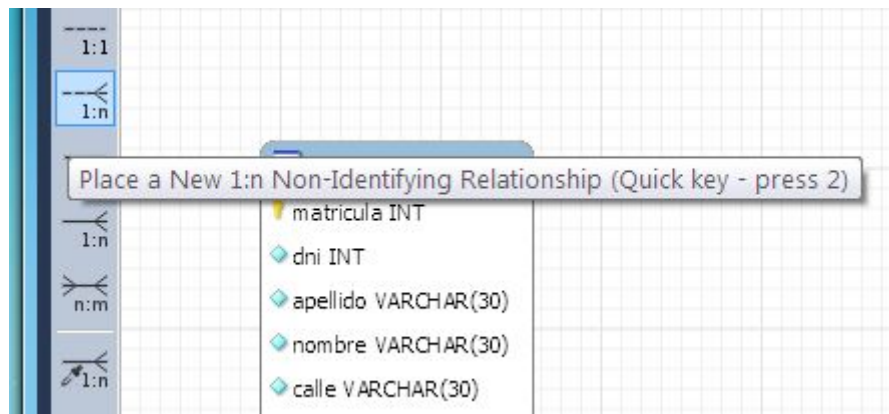 1:1
1:n
Place a New 1:n Non-Identifying Relationship (Quick key - press 2)
matricula INT
1:n
dni INT
n:m
apellido VARCHAR(30)
nombre VARCHAR(30)
1:n
calle VARCHAR(30)